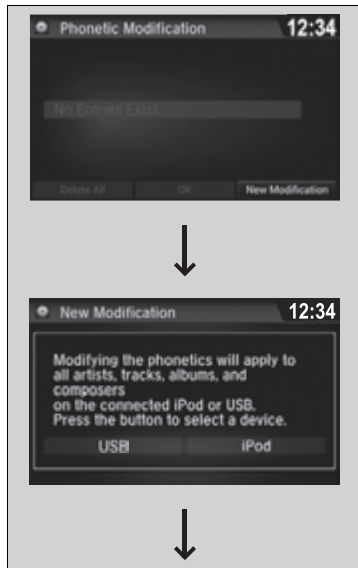 Phonetic Modification 12:34
No Entries Exist.
Delete All OK New Modification
New Modification 12:34
Modifying the phonetics will apply to
all artists, tracks, albums, and
composers
on the connected iPod or USB.
Press the button to select a device.
USB iPod